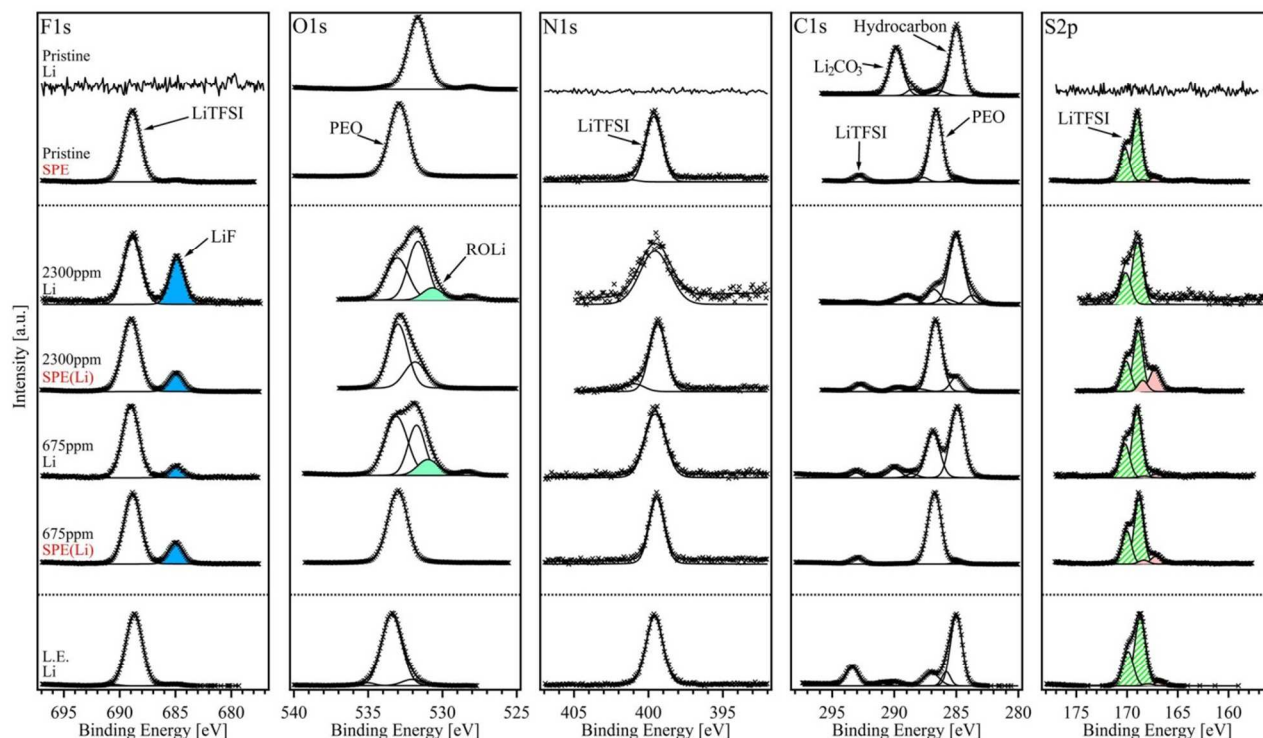 F1s
O1s
N1s
C1s
S2p
Pristine
Li
Hydrocarbon
Li₂CO₃
LiTFSI
Pristine
SPE
PEO
LiTFSI
LiTFSI
PEO
LiTFSI
LiF
2300ppm
Li
ROLi
2300ppm
SPE(Li)
675ppm
Li
675ppm
SPE(Li)
L.E.
Li
Intensity [a.u.]
695 690 685 680
540 535 530 525
405 400 395
295 290 285 280
175 170 165 160
Binding Energy [eV]
Binding Energy [eV]
Binding Energy [eV]
Binding Energy [eV]
Binding Energy [eV]